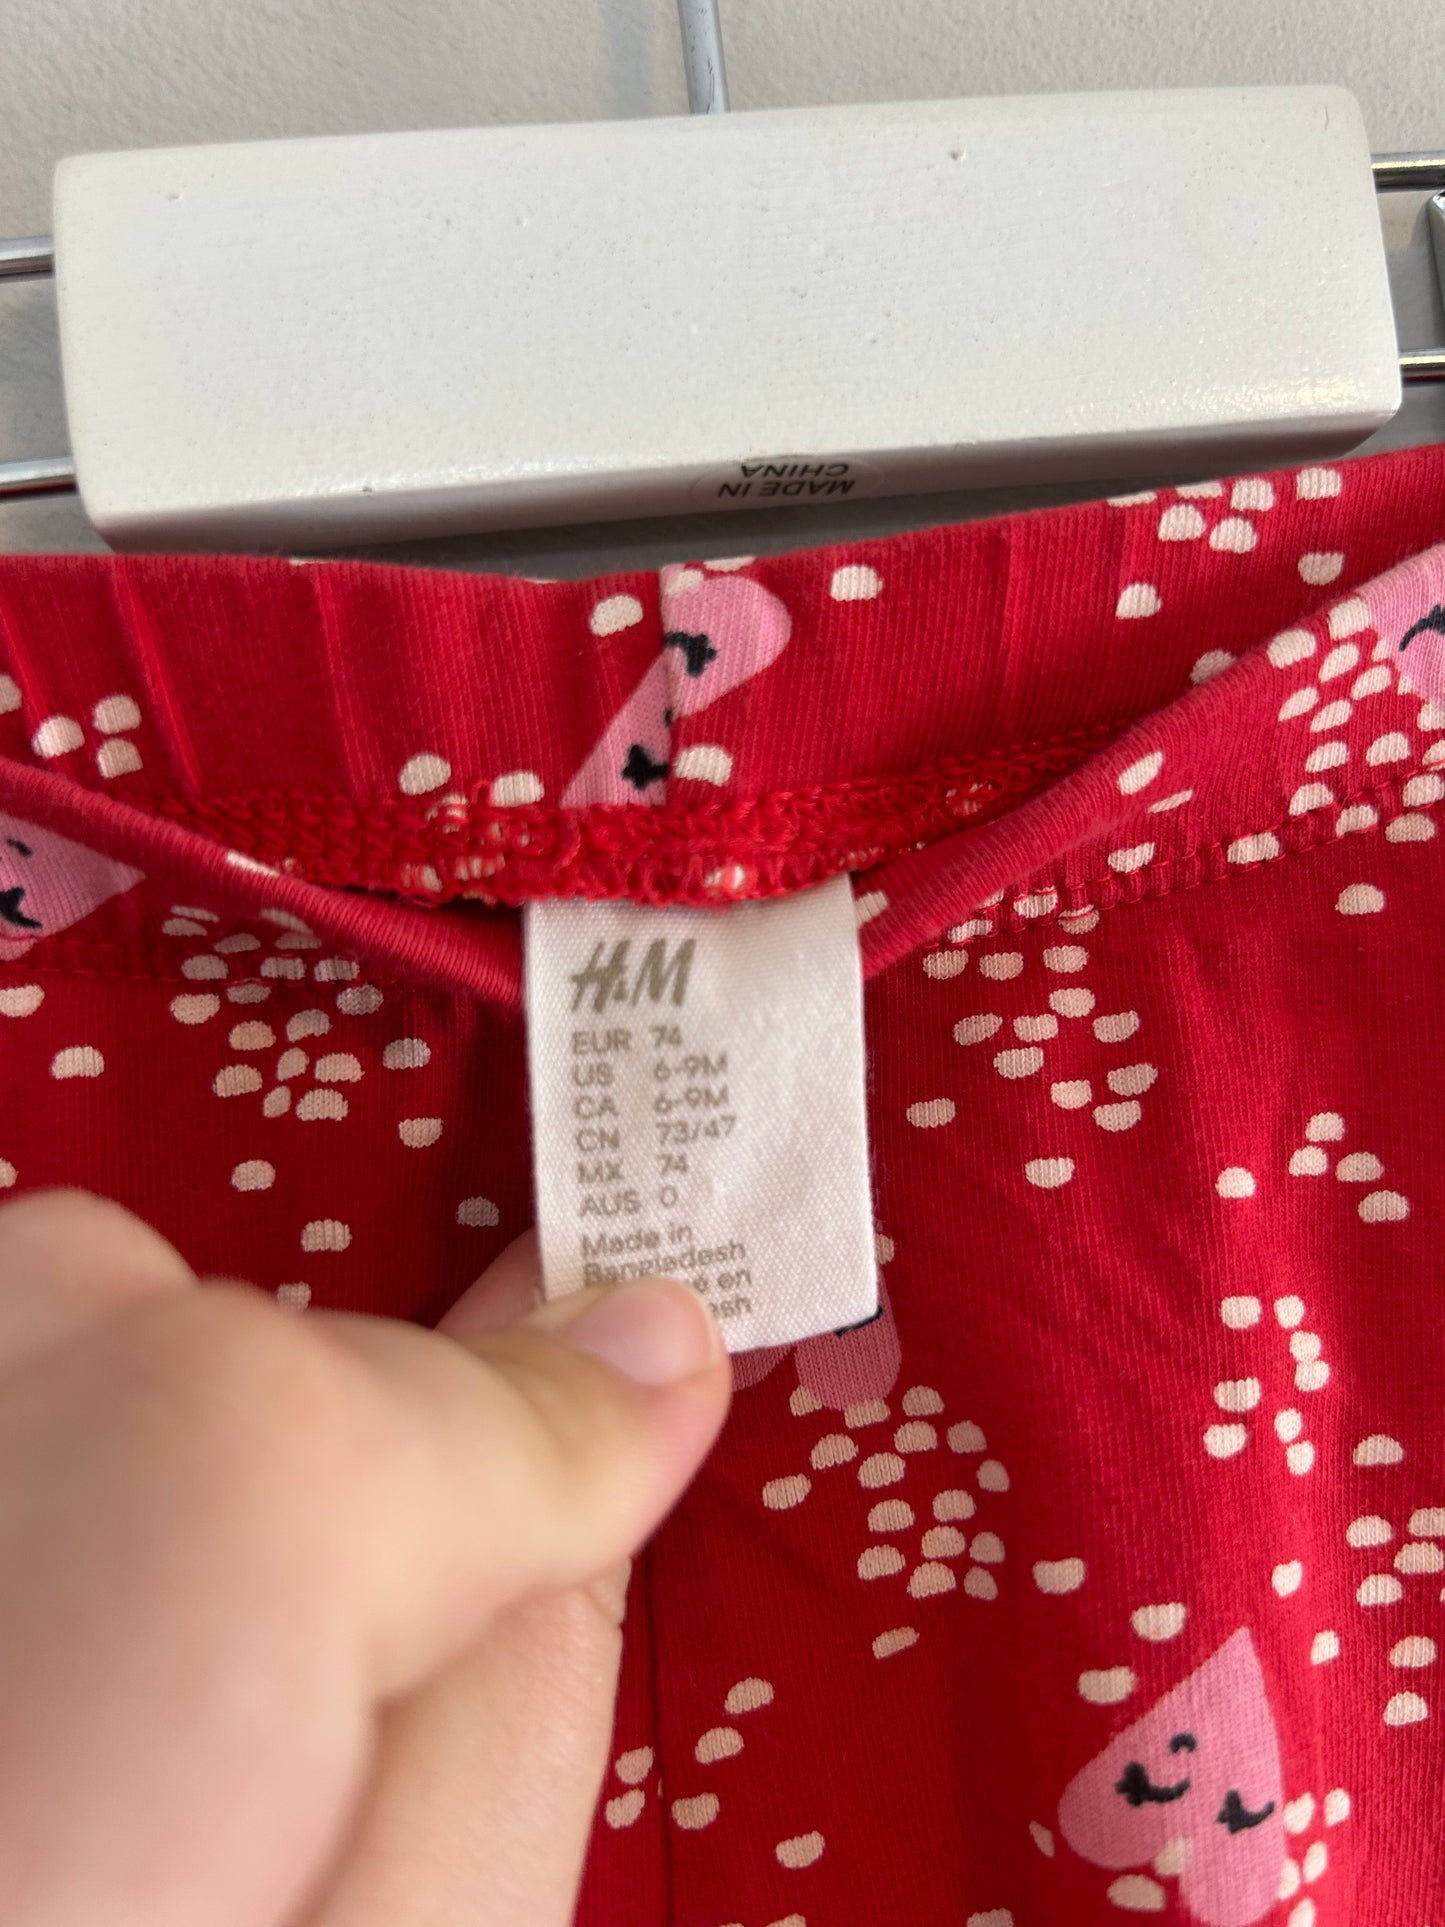 MADE IN
CHINA
H&M
EUR 74
US 6-9M
CA 6-9M
CN 73/47
MX 74
AUS 0
Made in
Bangladesh
en